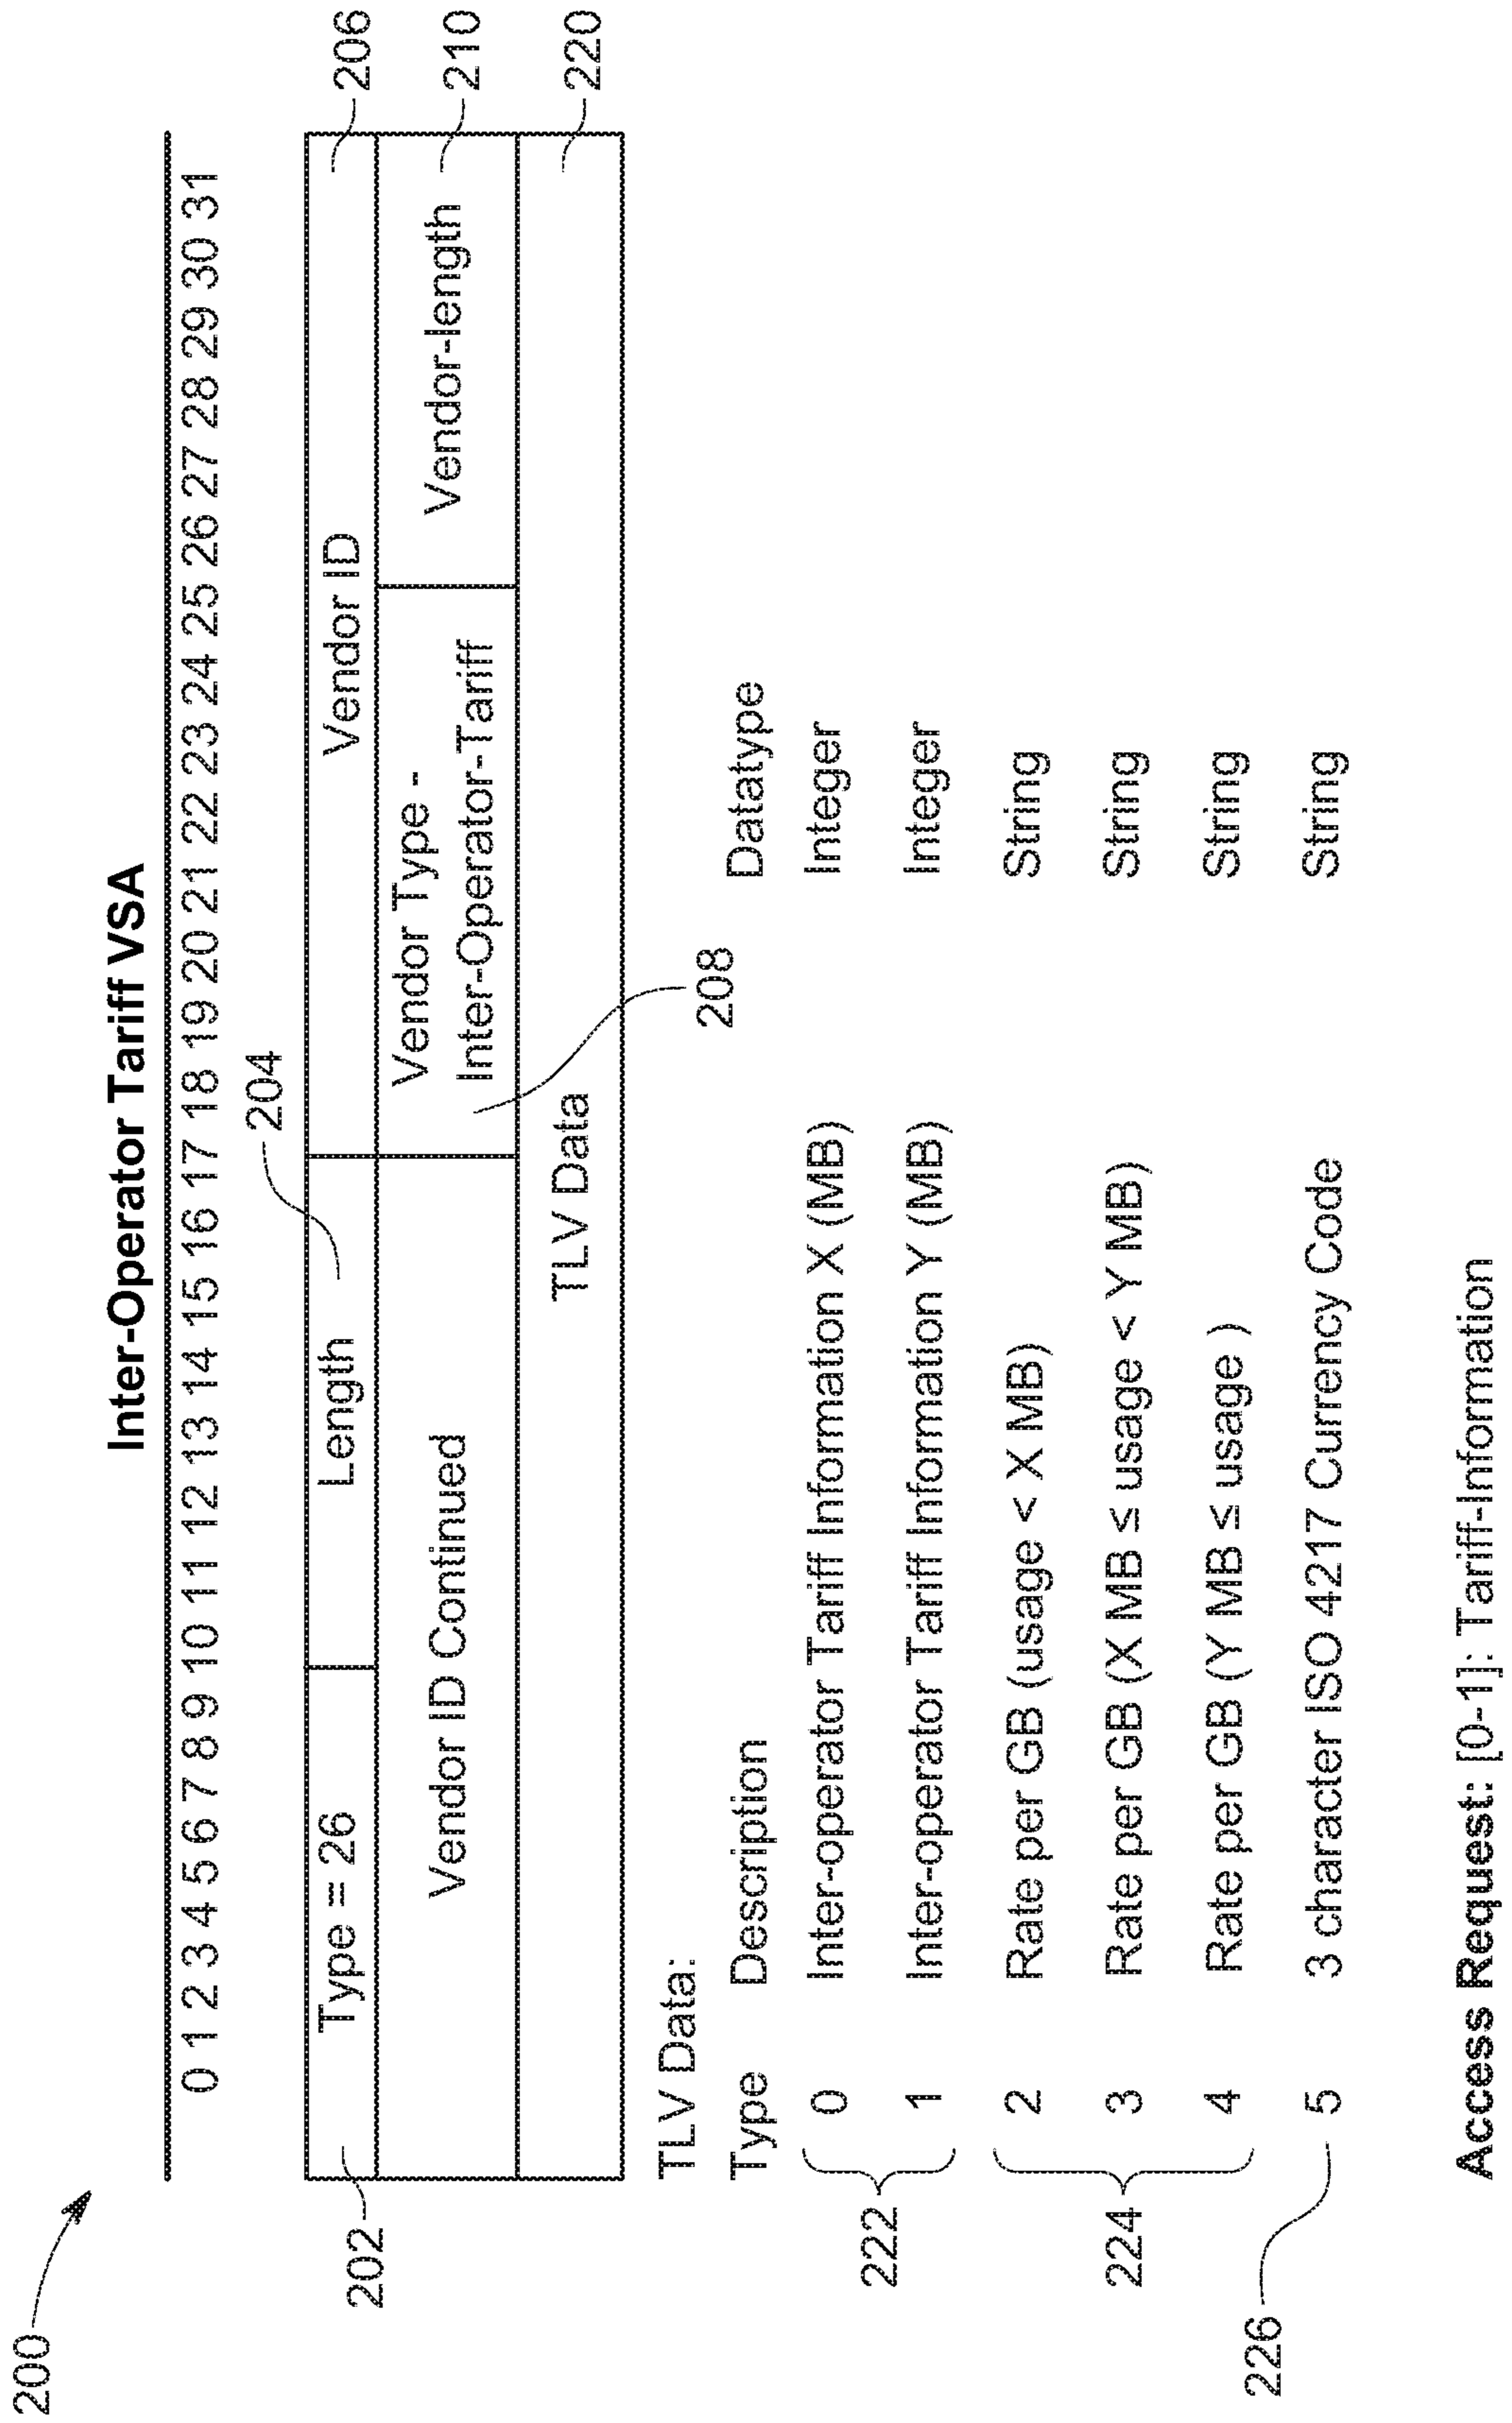 200
Inter-Operator Tariff VSA
0 1 2 3 4 5 6 7 8 9 10 11 12 13 14 15 16 17 18 19 20 21 22 23 24 25 26 27 28 29 30 31
204
202
Type = 26
Length
Vendor ID
206
Vendor ID Continued
Vendor Type -
Inter-Operator-Tariff
Vendor-length
210
TLV Data
220
208
TLV Data:
Type Description Datatype
222
0 Inter-operator Tariff Information X (MB) Integer
1 Inter-operator Tariff Information Y (MB) Integer
224
2 Rate per GB (usage < X MB) String
3 Rate per GB (X MB ≤ usage < Y MB) String
4 Rate per GB (Y MB ≤ usage ) String
226
5 3 character ISO 4217 Currency Code String
Access Request: [0-1]: Tariff-Information